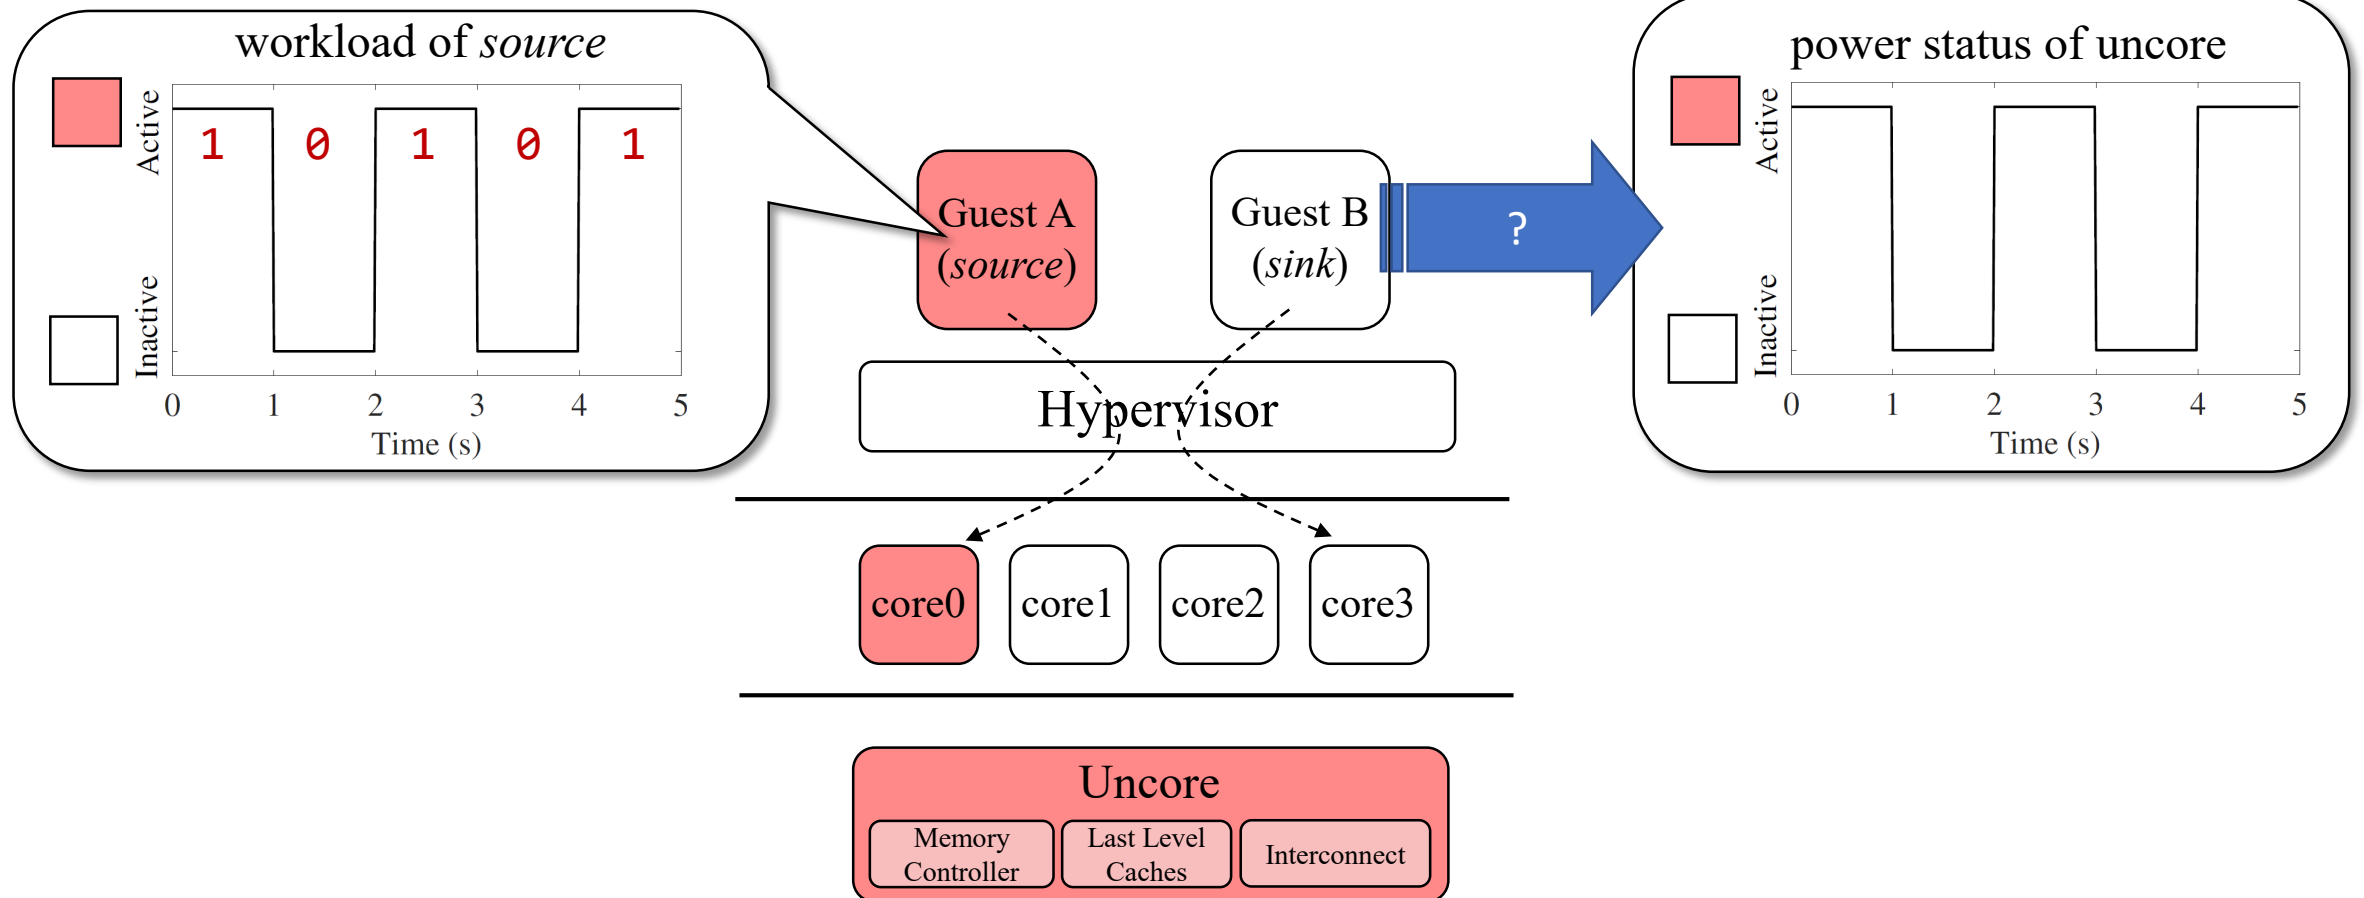 workload of source
Active
Inactive
1 0 1 0 1
0 1 2 3 4 5
Time (s)
Guest A
(source)
Guest B
(sink)
?
power status of uncore
Active
Inactive
0 1 2 3 4 5
Time (s)
Hypervisor
core0 core1 core2 core3
Uncore
Memory
Controller
Last Level
Caches
Interconnect